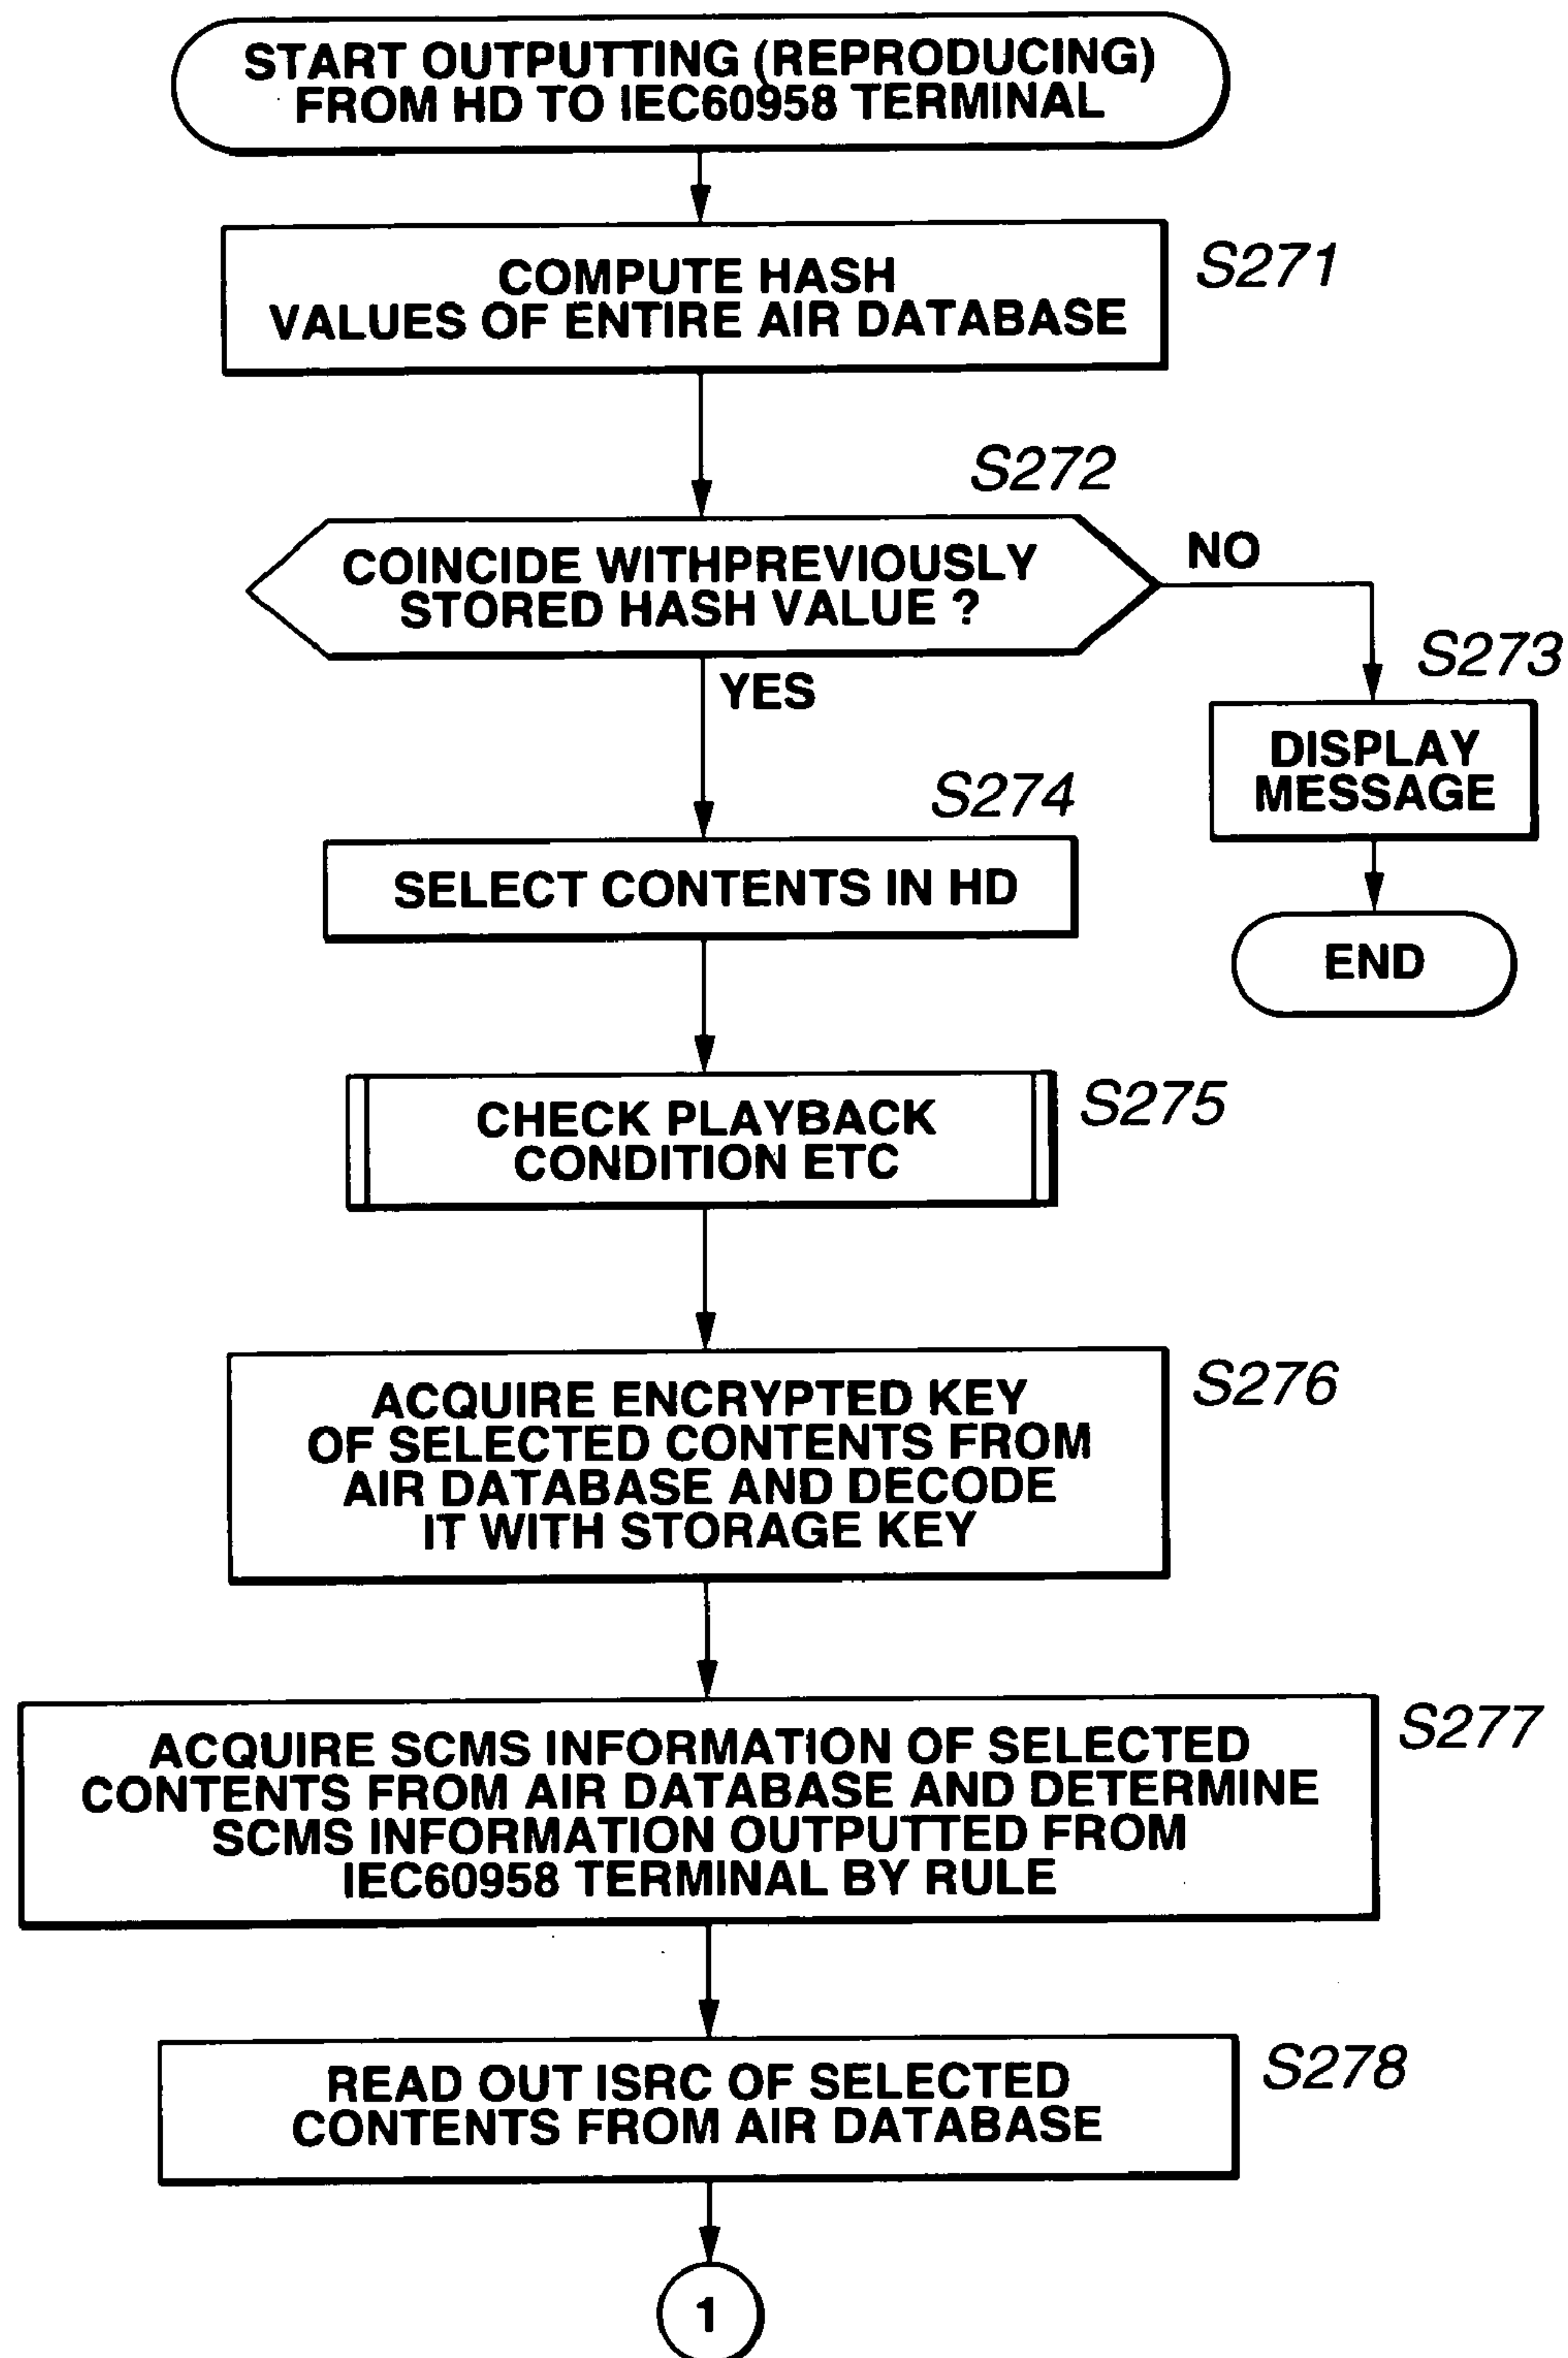 START OUTPUTTING (REPRODUCING)
FROM HD TO IEC60958 TERMINAL
COMPUTE HASH
VALUES OF ENTIRE AIR DATABASE
S271
S272
COINCIDE WITHPREVIOUSLY
STORED HASH VALUE ?
NO
YES
S273
DISPLAY
MESSAGE
END
S274
SELECT CONTENTS IN HD
CHECK PLAYBACK
CONDITION ETC
S275
ACQUIRE ENCRYPTED KEY
OF SELECTED CONTENTS FROM
AIR DATABASE AND DECODE
IT WITH STORAGE KEY
S276
ACQUIRE SCMS INFORMATION OF SELECTED
CONTENTS FROM AIR DATABASE AND DETERMINE
SCMS INFORMATION OUTPUTTED FROM
IEC60958 TERMINAL BY RULE
S277
READ OUT ISRC OF SELECTED
CONTENTS FROM AIR DATABASE
S278
1